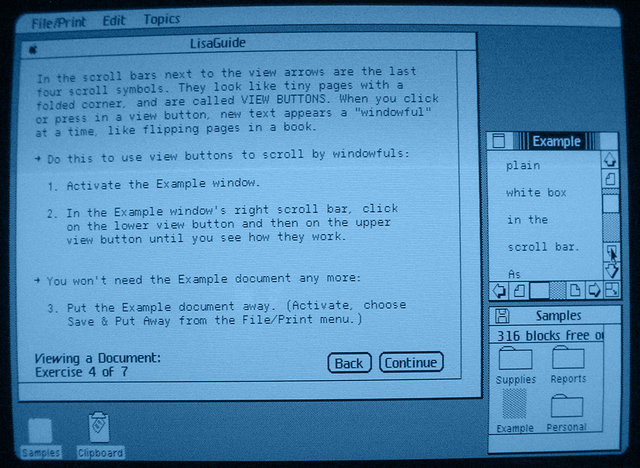 File/Print Edit Topics
LisaGuide
In the scroll bars next to the view arrows are the last
four scroll symbols. They look like tiny pages with a
folded corner, and are called VIEW BUTTONS. When you click
or press in a view button, new text appears a "windowful"
at a time, like flipping pages in a book.
Do this to use view buttons to scroll by windowfuls:
1. Activate the Example window.
2. In the Example window's right scroll bar, click
on the lower view button and then on the upper
view button until you see how they work.
You won't need the Example document any more:
3. Put the Example document away. (Activate, choose
Save & Put Away from the File/Print menu.)
Viewing a Document:
Exercise 4 of 7
Back Continue
Example
plain
white box
in the
scroll bar.
As
Samples
316 blocks free o
Supplies Reports
Example Personal
Samples Clipboard